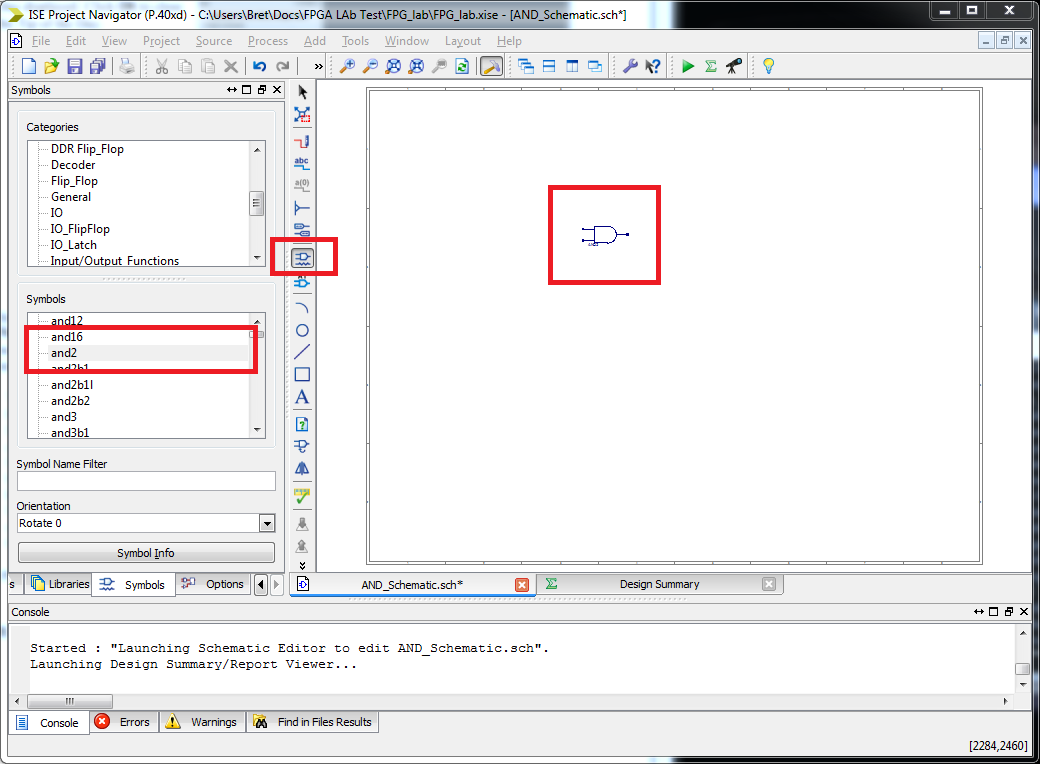 ISE Project Navigator (P.40xd) - C:\Users\Bret\Docs\FPGA LAb Test\FPG_lab\FPG_lab.xise - [AND_Schematic.sch*]
File Edit View Project Source Process Add Tools Window Layout Help
Symbols
Categories
DDR Flip_Flop
Decoder
Flip_Flop
General
IO
IO_FlipFlop
IO_Latch
Input/Output Functions
Symbols
and12
and16
and2
and2b1
and2b1l
and2b2
and3
and3b1
Symbol Name Filter
Orientation
Rotate 0
Symbol Info
abc
a(0)
A
s Libraries Symbols Options
AND_Schematic.sch* Design Summary
Console
Started : "Launching Schematic Editor to edit AND_Schematic.sch".
Launching Design Summary/Report Viewer...
Console Errors Warnings Find in Files Results
[2284,2460]